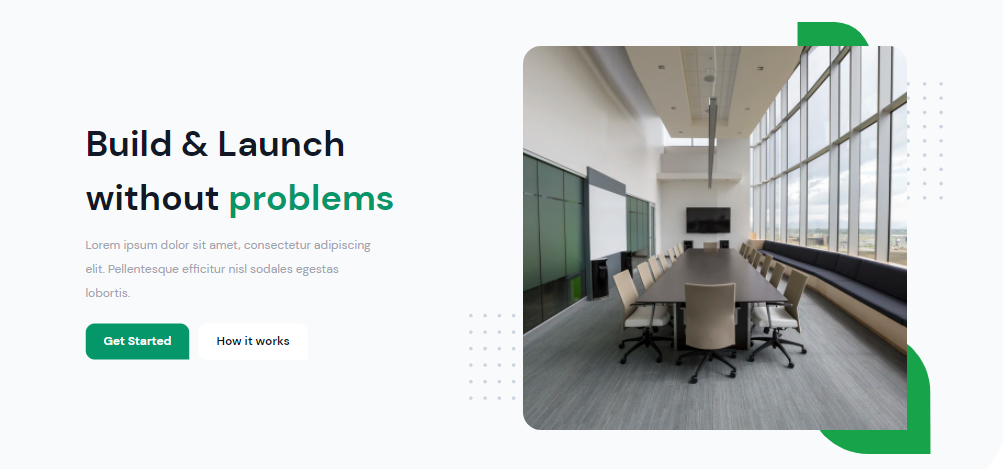 Build & Launch
without problems
Lorem ipsum dolor sit amet, consectetur adipiscing
elit. Pellentesque efficitur nisl sodales egestas
lobortis.
Get Started
How it works